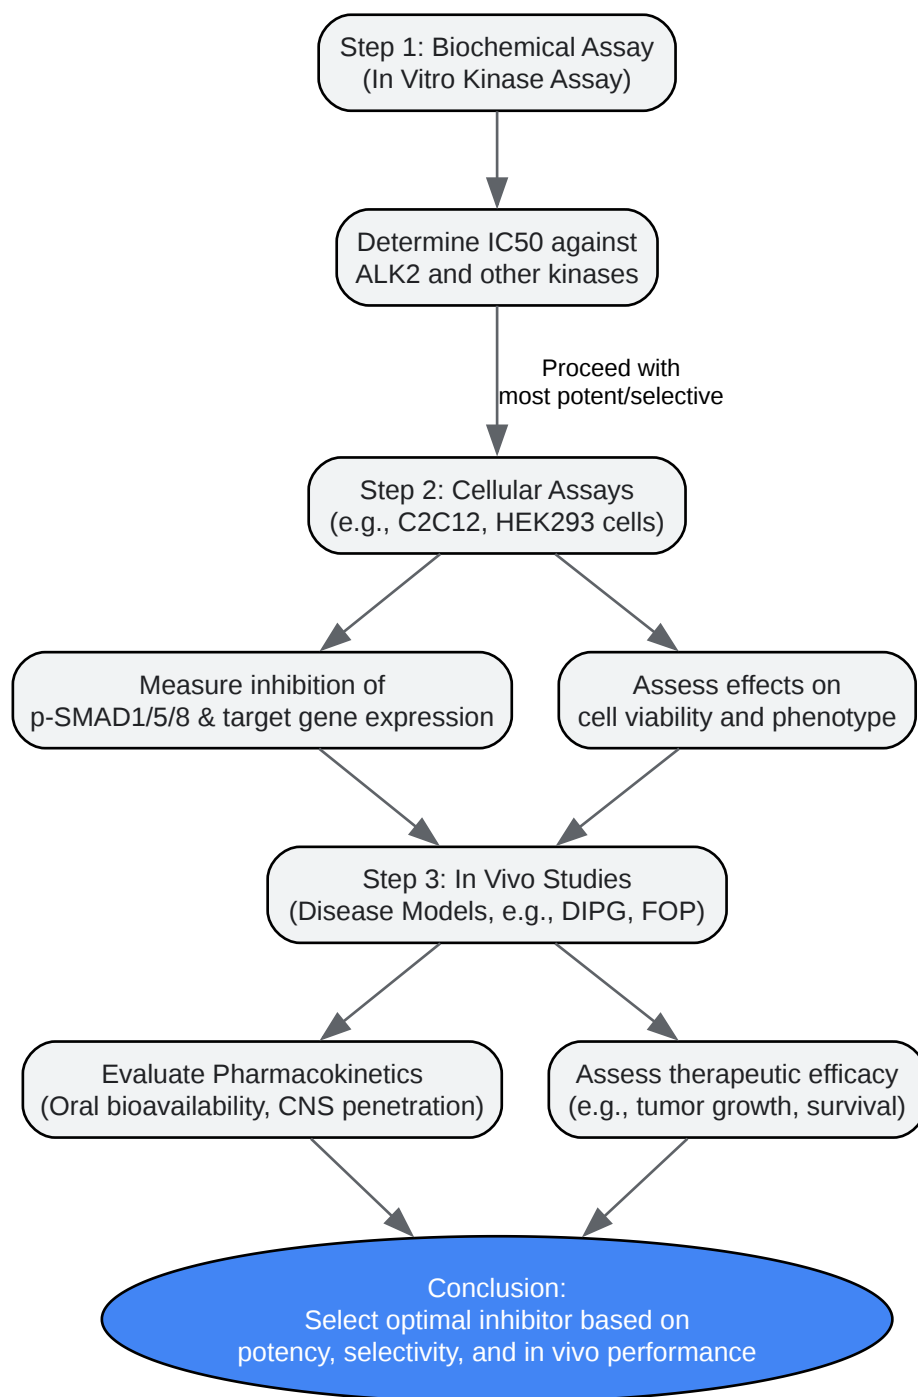 Step 1: Biochemical Assay
(In Vitro Kinase Assay)
Determine IC50 against
ALK2 and other kinases
Proceed with
most potent/selective
Step 2: Cellular Assays
(e.g., C2C12, HEK293 cells)
Measure inhibition of
p-SMAD1/5/8 & target gene expression
Assess effects on
cell viability and phenotype
Step 3: In Vivo Studies
(Disease Models, e.g., DIPG, FOP)
Evaluate Pharmacokinetics
(Oral bioavailability, CNS penetration)
Assess therapeutic efficacy
(e.g., tumor growth, survival)
Conclusion:
Select optimal inhibitor based on
potency, selectivity, and in vivo performance